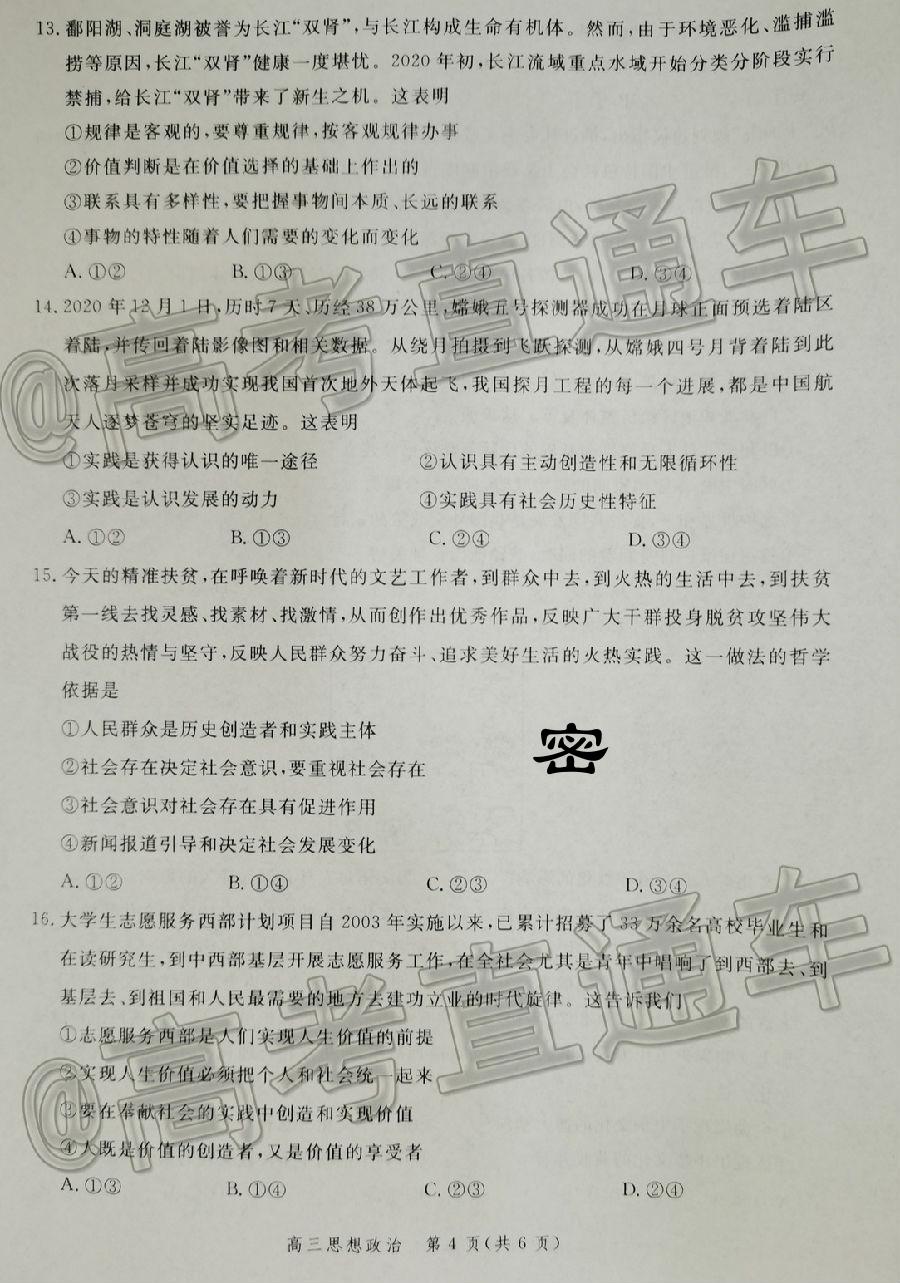 13. 鄱阳湖、洞庭湖被誉为长江“双肾”,与长江构成生命有机体。然而,由于环境恶化、滥捕滥
捞等原因,长江“双肾”健康一度堪忧。2020年初,长江流域重点水域开始分类分阶段实行
禁捕,给长江“双肾”带来了新生之机。这表明
①规律是客观的,要尊重规律,按客观规律办事
②价值判断是在价值选择的基础上作出的
③联系具有多样性,要把握事物间本质、长远的联系
④事物的特性随着人们需要的变化而变化
A. ①② B. ①③ C. ②④ D. ③④
14. 2020年12月1日,历时7天、历经38万公里,嫦娥五号探测器成功在月球正面预选着陆区
着陆,并传回着陆影像图和相关数据。从绕月拍摄到飞跃探测,从嫦娥四号月背着陆到此
次落月采样并成功实现我国首次地外天体起飞,我国探月工程的每一个进展,都是中国航
天人逐梦苍穹的坚实足迹。这表明
①实践是获得认识的唯一途径 ②认识具有主动创造性和无限循环性
③实践是认识发展的动力 ④实践具有社会历史性特征
A. ①② B. ①③ C. ②④ D. ③④
15. 今天的精准扶贫,在呼唤着新时代的文艺工作者,到群众中去,到火热的生活中去,到扶贫
第一线去找灵感、找素材、找激情,从而创作出优秀作品,反映广大干群投身脱贫攻坚伟大
战役的热情与坚守,反映人民群众努力奋斗、追求美好生活的火热实践。这一做法的哲学
依据是
①人民群众是历史创造者和实践主体
②社会存在决定社会意识,要重视社会存在
③社会意识对社会存在具有促进作用
④新闻报道引导和决定社会发展变化
A. ①② B. ①④ C. ②③ D. ③④
密
16. 大学生志愿服务西部计划项目自2003年实施以来,已累计招募了33万余名高校毕业生和
在读研究生,到中西部基层开展志愿服务工作,在全社会尤其是青年中唱响了到西部去、到
基层去、到祖国和人民最需要的地方去建功立业的时代旋律。这告诉我们
①志愿服务西部是人们实现人生价值的前提
②实现人生价值必须把个人和社会统一起来
③要在奉献社会的实践中创造和实现价值
④人既是价值的创造者,又是价值的享受者
A. ①③ B. ①④ C. ②③ D. ②④
高三思想政治 第4页(共6页)
@高考直通车
@高考直通车